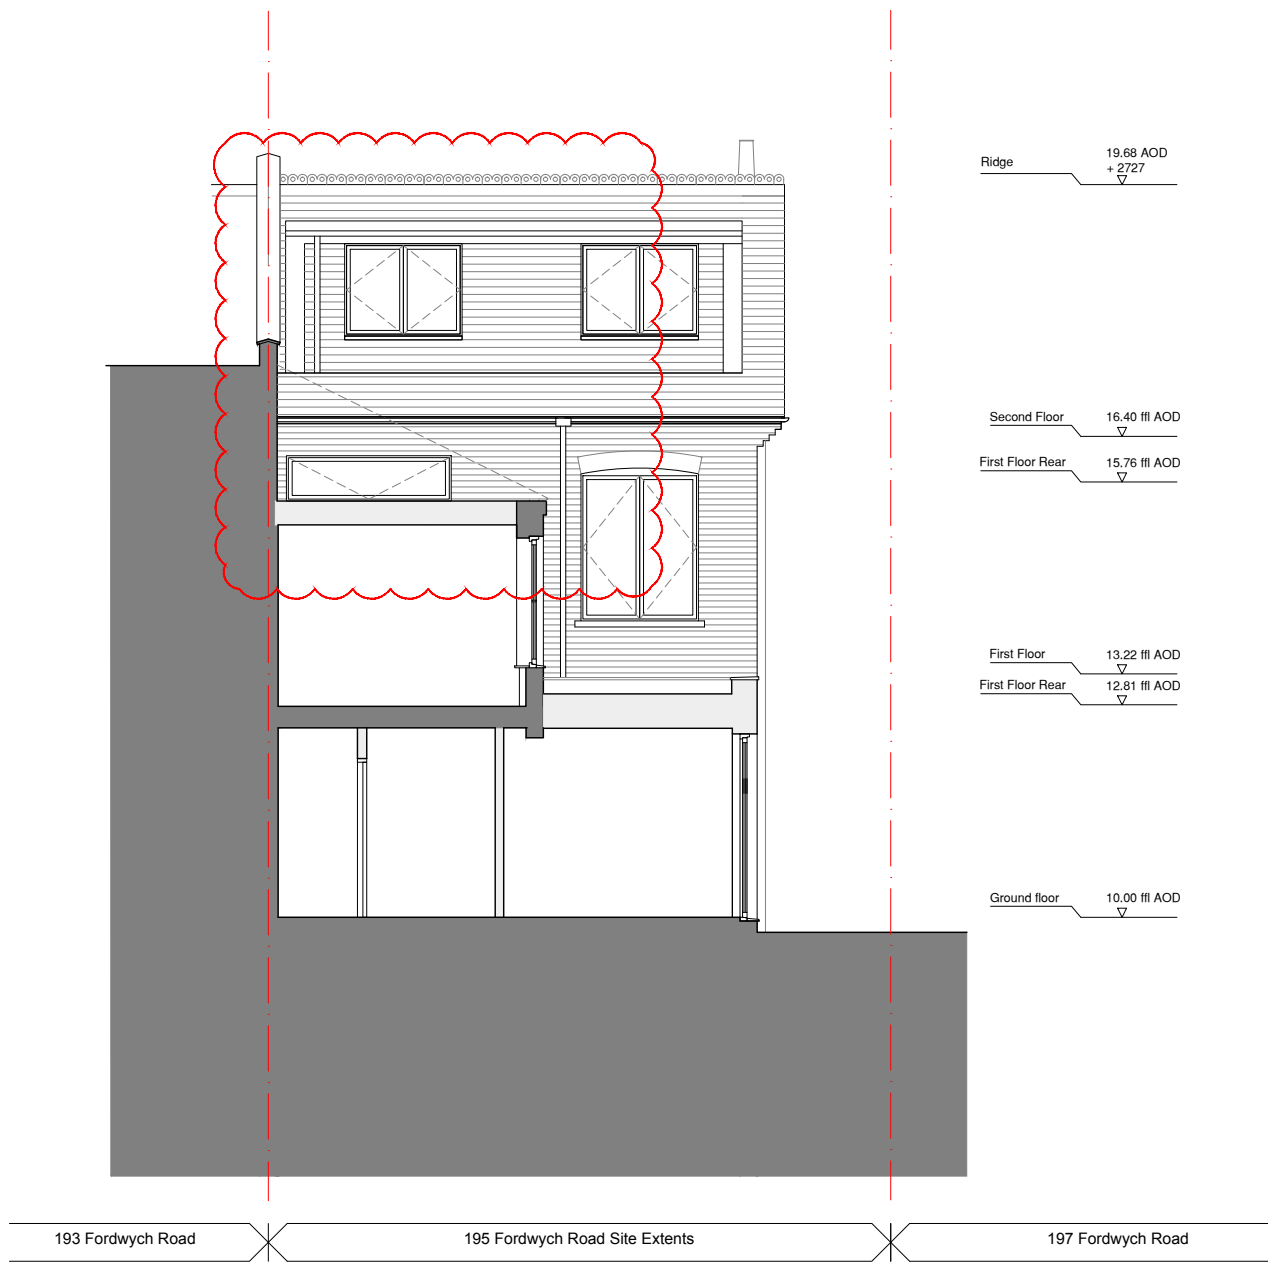 Ridge
19.68 AOD
+ 2727
Second Floor 16.40 ffl AOD
First Floor Rear 15.76 ffl AOD
First Floor 13.22 ffl AOD
First Floor Rear 12.81 ffl AOD
Ground floor 10.00 ffl AOD
193 Fordwych Road
195 Fordwych Road Site Extents
197 Fordwych Road